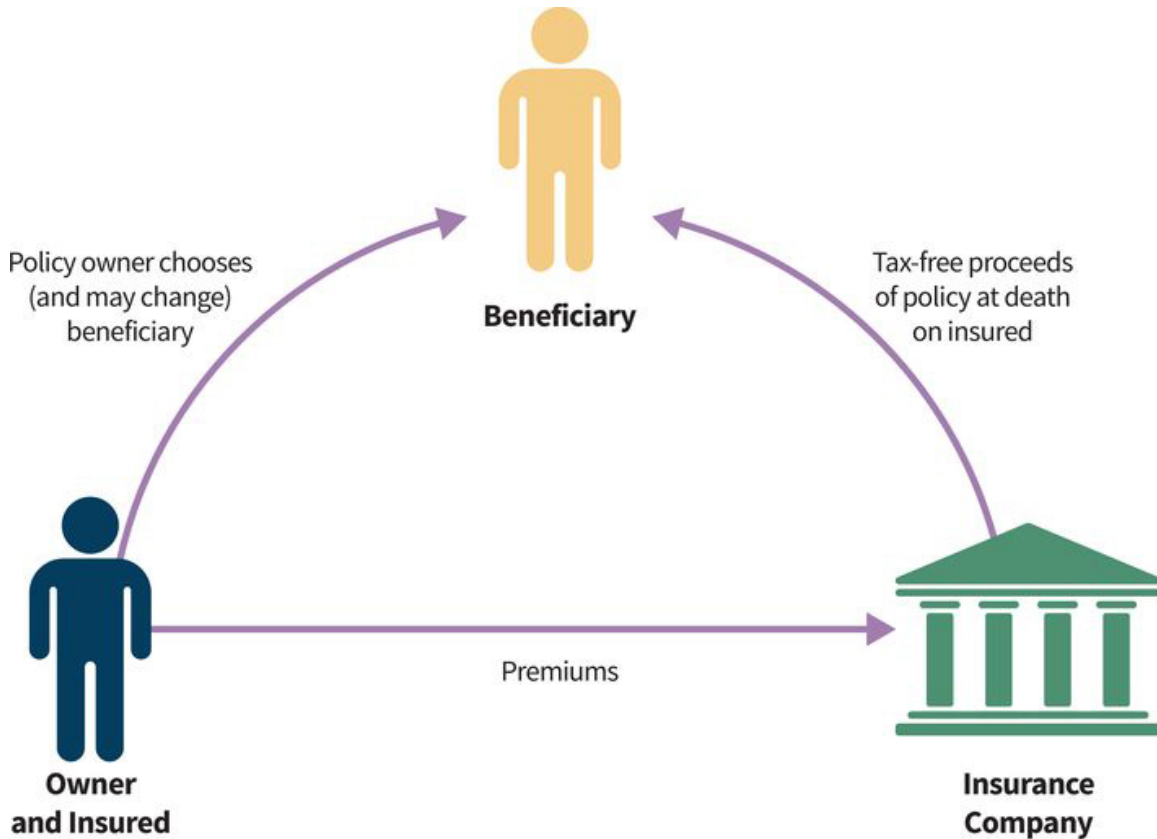 Policy owner chooses
(and may change)
beneficiary
Beneficiary
Tax-free proceeds
of policy at death
on insured
Premiums
Owner
and Insured
Insurance
Company